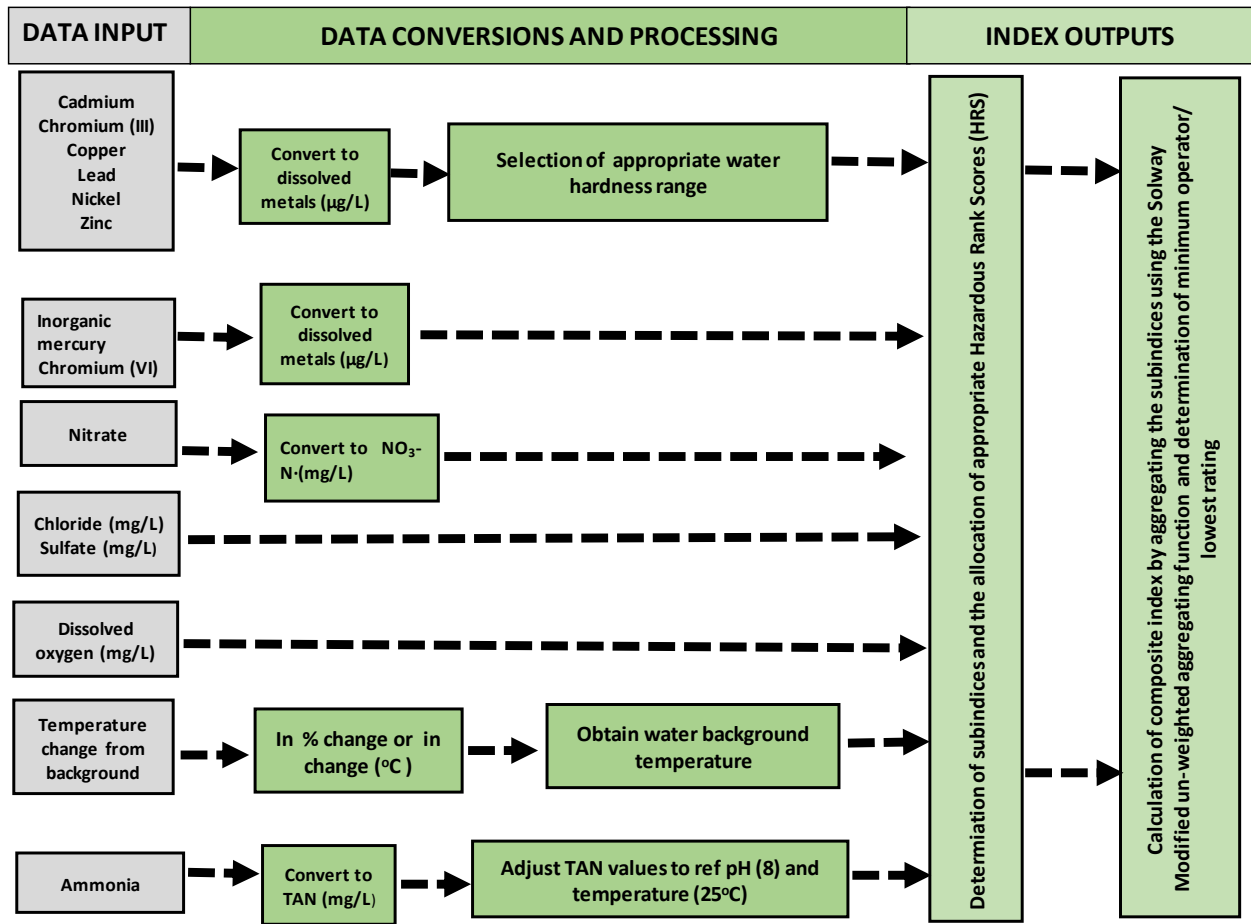 DATA INPUT
DATA CONVERSIONS AND PROCESSING
INDEX OUTPUTS
Cadmium
Chromium (III)
Copper
Lead
Nickel
Zinc
Convert to
dissolved
metals (µg/L)
Selection of appropriate water
hardness range
Inorganic
mercury
Chromium (VI)
Convert to
dissolved
metals (µg/L)
Nitrate
Convert to NO₃-
N·(mg/L)
Chloride (mg/L)
Sulfate (mg/L)
Dissolved
oxygen (mg/L)
Temperature
change from
background
In % change or in
change (ºC )
Obtain water background
temperature
Ammonia
Convert to
TAN (mg/L)
Adjust TAN values to ref pH (8) and
temperature (25ºC)
Determiation of subindices and the allocation of appropriate Hazardous Rank Scores (HRS)
Calculation of composite index by aggregating the subindices using the Solway
Modified un-weighted aggregating function and determination of minimum operator/
lowest rating